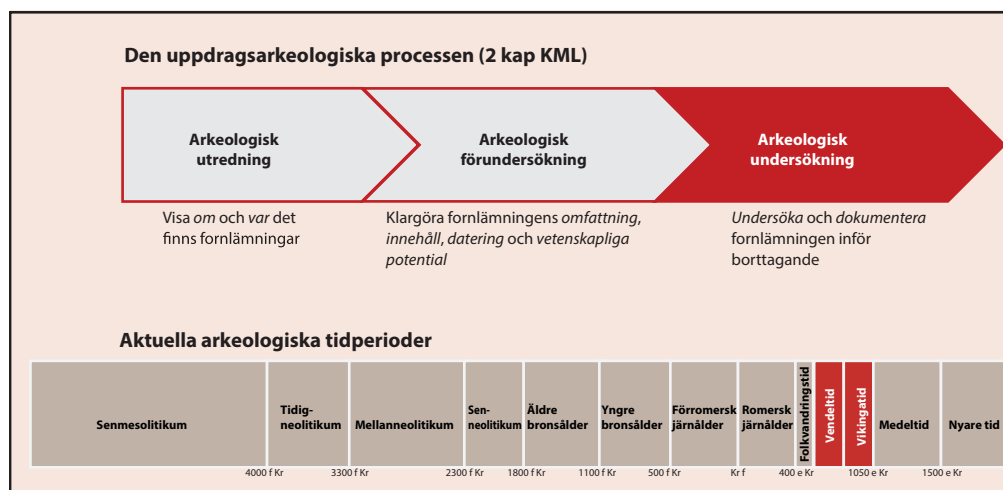 Den uppdragsarkeologiska processen (2 kap KML)
Arkeologisk
utredning
Arkeologisk
förundersökning
Arkeologisk
undersökning
Visa om och var det
finns fornlämningar
Klargöra fornlämningens omfattning,
innehåll, datering och vetenskapliga
potential
Undersöka och dokumentera
fornlämningen inför
borttagande
Aktuella arkeologiska tidperioder
Senmesolitikum
Tidig-
neolitikum
Mellanneolitikum
Sen-
neolitikum
Äldre
bronsålder
Yngre
bronsålder
Förromersk
järnålder
Romersk
järnålder
Folkvandringstid
Vendeltid
Vikingatid
Medeltid
Nyare tid
4000 f Kr
3300 f Kr
2300 f Kr
1800 f Kr
1100 f Kr
500 f Kr
Kr f
400 e Kr
1050 e Kr
1500 e Kr